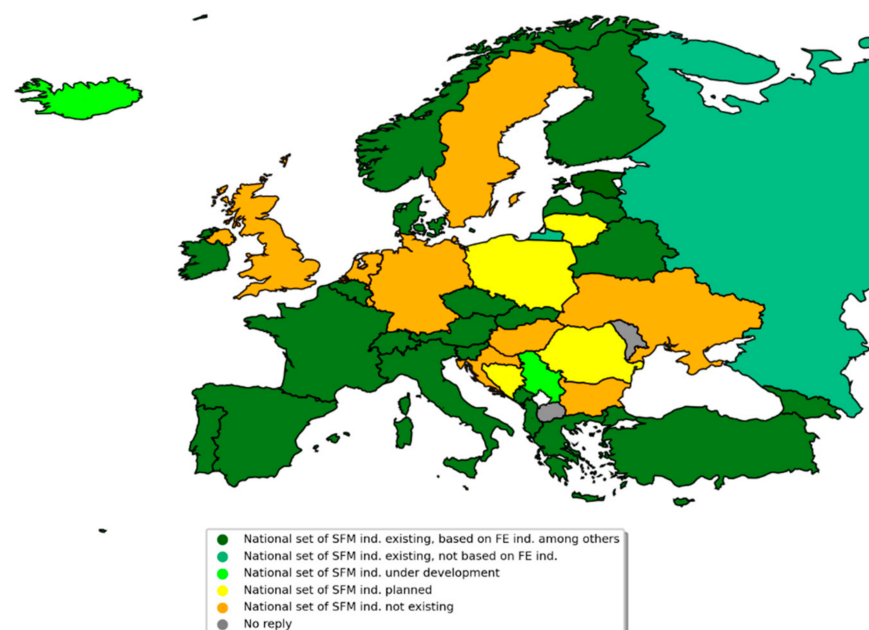 National set of SFM ind. existing, based on FE ind. among others
National set of SFM ind. existing, not based on FE ind.
National set of SFM ind. under development
National set of SFM ind. planned
National set of SFM ind. not existing
No reply